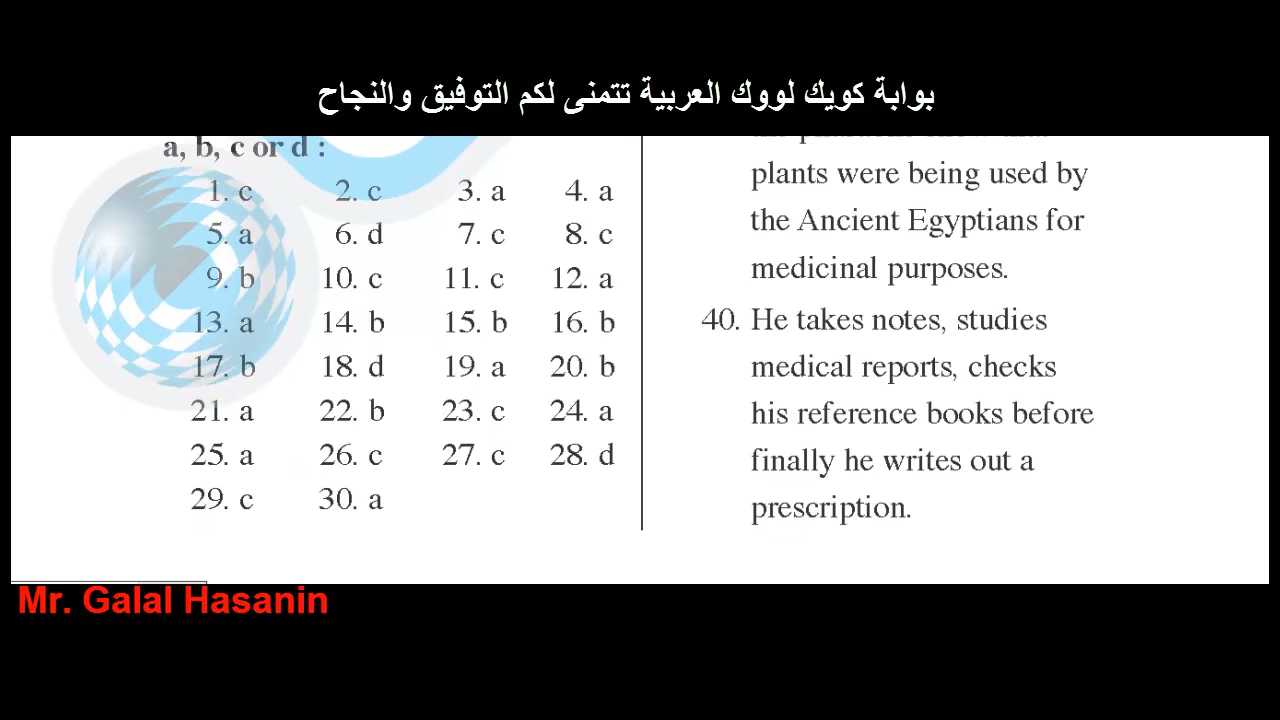 بوابة كويك لووك العربية تتمنى لكم التوفيق والنجاح
a, b, c or d :
1. c 2. c 3. a 4. a
5. a 6. d 7. c 8. c
9. b 10. c 11. c 12. a
13. a 14. b 15. b 16. b
17. b 18. d 19. a 20. b
21. a 22. b 23. c 24. a
25. a 26. c 27. c 28. d
29. c 30. a
plants were being used by
the Ancient Egyptians for
medicinal purposes.
40. He takes notes, studies
medical reports, checks
his reference books before
finally he writes out a
prescription.
Mr. Galal Hasanin